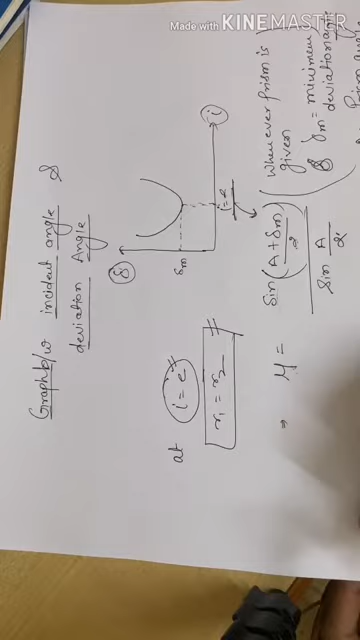 Made with KINEMASTER
Graph b/w incident angle &
deviation Angle
δ
i
δm
i=e
at i = e
r₁ = r₂
⇒ μ = sin(A + δm / 2) / sin A/2
(whenever prism is
given
δm = minimum
deviation angle